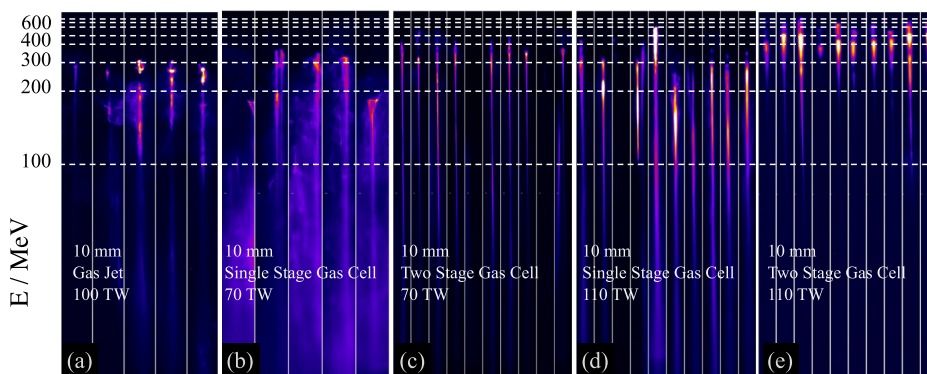 E / MeV
600
400
300
200
100
10 mm
Gas Jet
100 TW
(a)
10 mm
Single Stage Gas Cell
70 TW
(b)
10 mm
Two Stage Gas Cell
70 TW
(c)
10 mm
Single Stage Gas Cell
110 TW
(d)
10 mm
Two Stage Gas Cell
110 TW
(e)